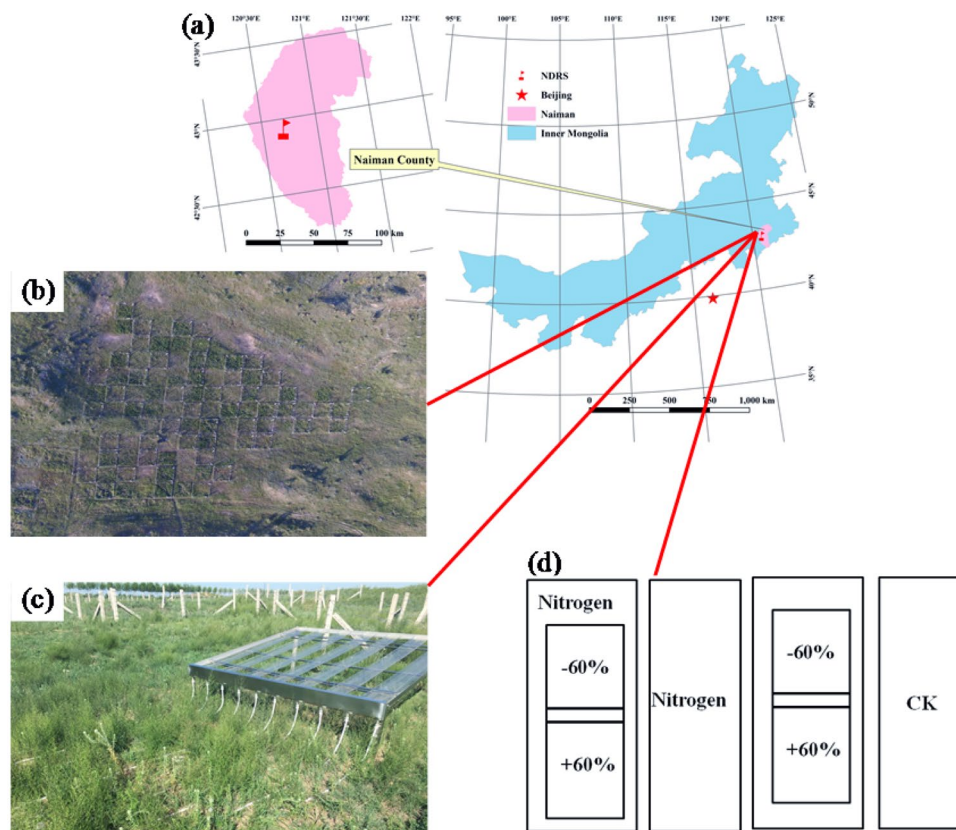 (a)
120°30'E
121°E
121°30'E
122°E
43°30'N
43°N
42°30'N
0 25 50 75 100 km
95°E
100°E
105°E
110°E
115°E
120°E
125°E
50°N
45°N
40°N
35°N
NDRS
Beijing
Naiman
Inner Mongolia
Naiman County
0 250 500 750 1,000 km
(b)
(c)
(d)
Nitrogen
-60%
+60%
Nitrogen
-60%
+60%
CK